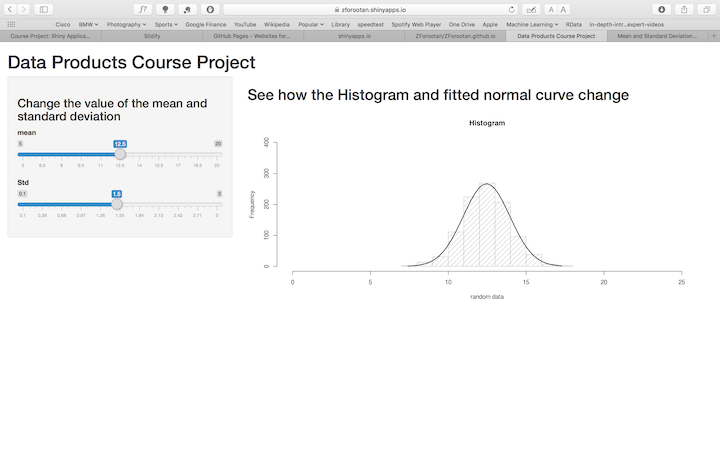 zforootan.shinyapps.io
Cisco BMW Photography Sports Google Finance YouTube Wikipedia Popular Library speedtest Spotify Web Player One Drive Apple Machine Learning RData in-depth-intr...expert-videos
Course Project: Shiny Applica... Slidify GitHub Pages - Websites for... shinyapps.io ZForootan/ZForootan.github.io Data Products Course Project Mean and Standard Deviation...
Data Products Course Project
Change the value of the mean and
standard deviation
mean
5 12.5 20
5 6.5 8 9.5 11 12.5 14 15.5 17 18.5 20
Std
0.1 1.5 3
0.1 0.39 0.68 0.97 1.26 1.55 1.84 2.13 2.42 2.71 3
See how the Histogram and fitted normal curve change
Histogram
Frequency
400
300
200
100
0
0 5 10 15 20 25
random data